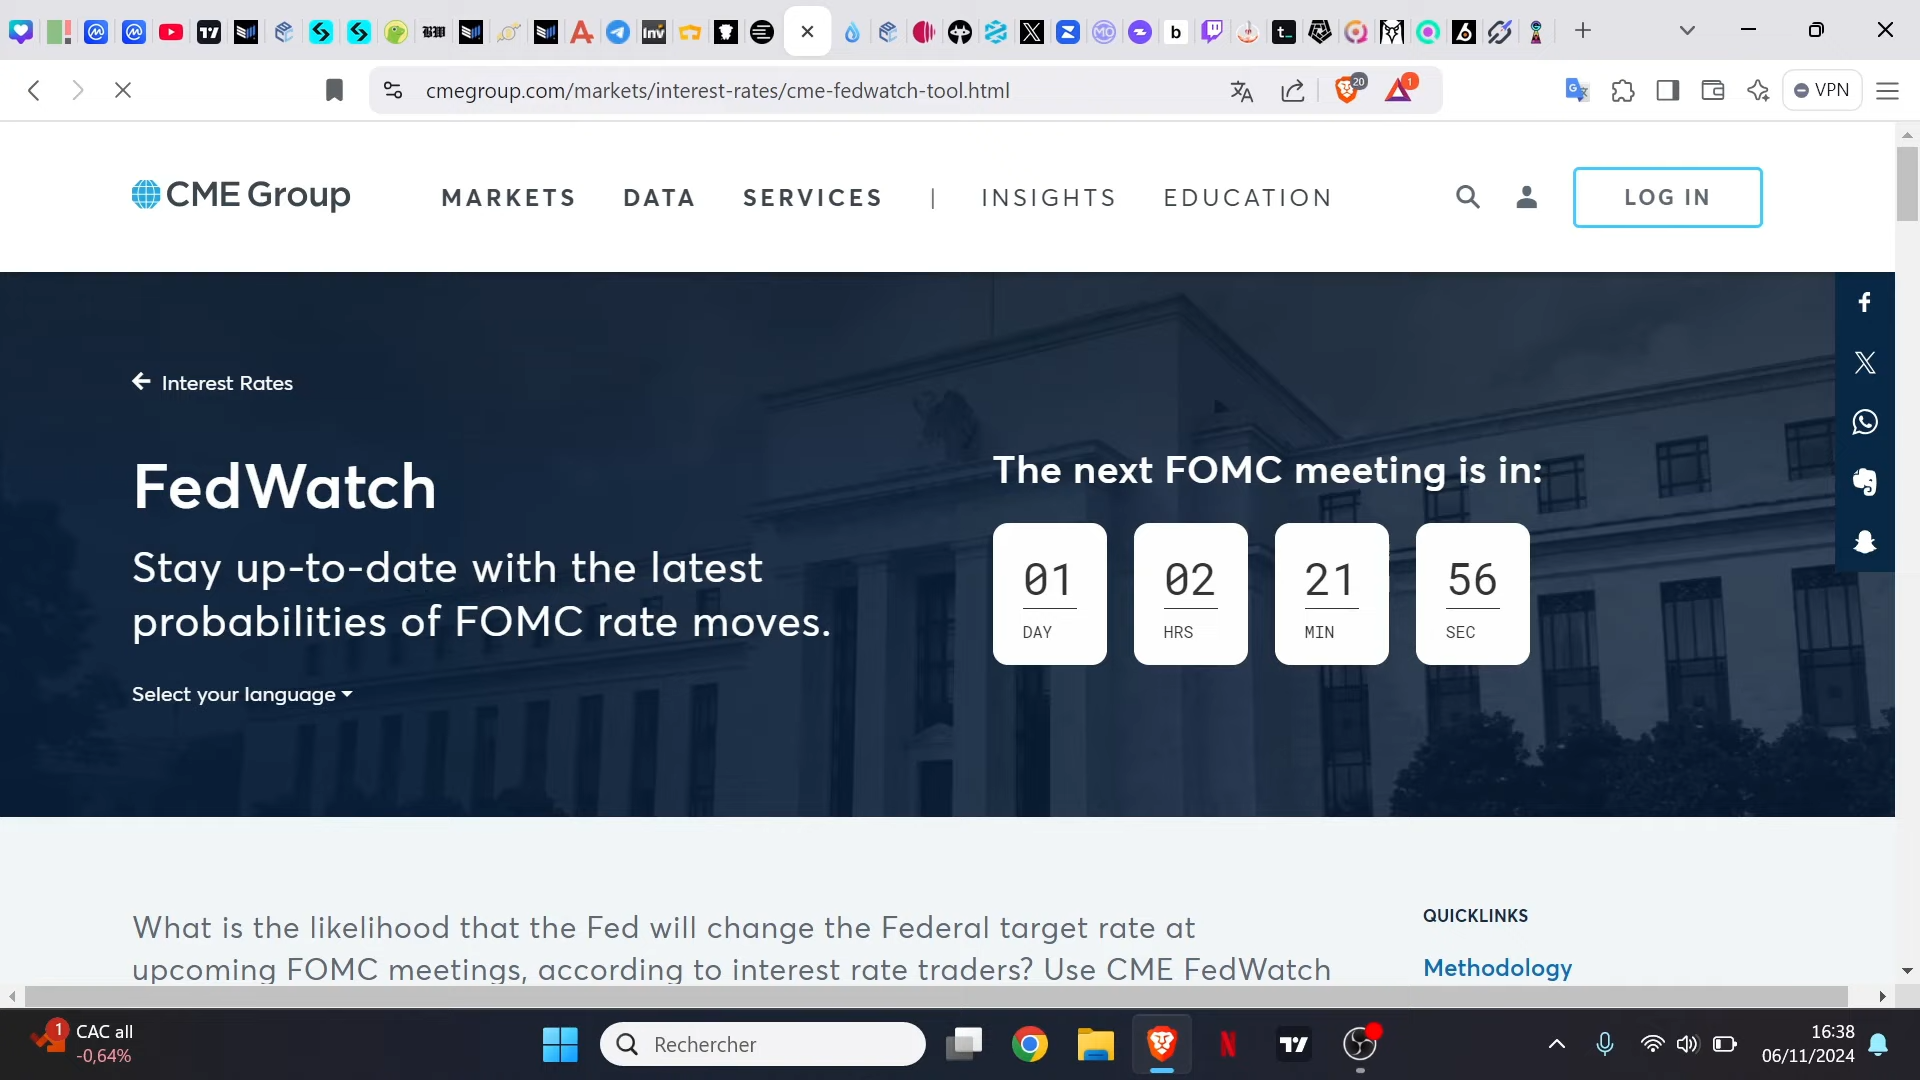 cmegroup.com/markets/interest-rates/cme-fedwatch-tool.html
20
1
VPN
CME Group
MARKETS
DATA
SERVICES
|
INSIGHTS
EDUCATION
LOG IN
Interest Rates
FedWatch
Stay up-to-date with the latest
probabilities of FOMC rate moves.
Select your language
The next FOMC meeting is in:
01
02
21
56
DAY
HRS
MIN
SEC
What is the likelihood that the Fed will change the Federal target rate at
upcoming FOMC meetings, according to interest rate traders? Use CME FedWatch
QUICKLINKS
Methodology
1
CAC all
-0,64%
Rechercher
16:38
06/11/2024